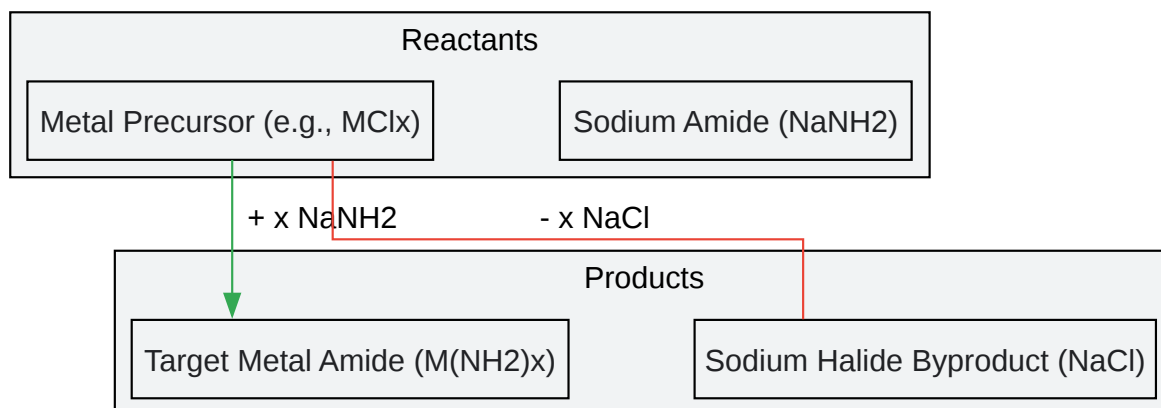 Reactants
Metal Precursor (e.g., MClx)
Sodium Amide (NaNH2)
+ x NaNH2
- x NaCl
Products
Target Metal Amide (M(NH2)x)
Sodium Halide Byproduct (NaCl)